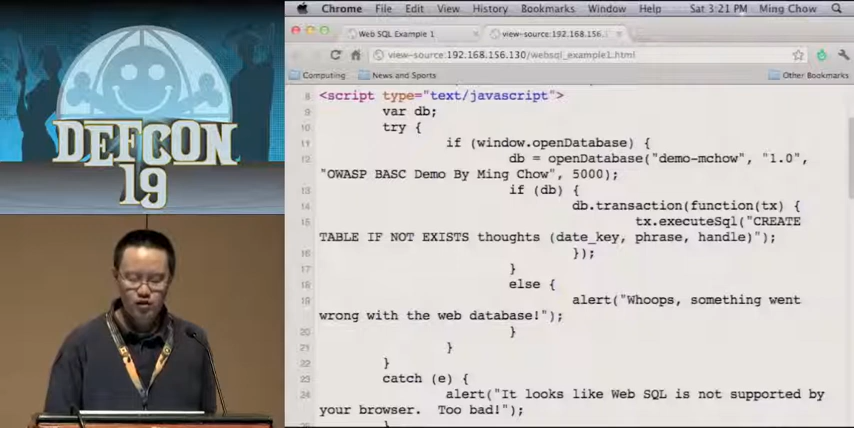 DEFCON
19
Chrome File Edit View History Bookmarks Window Help Sat 3:21 PM Ming Chow
Web SQL Example 1
view-source:192.168.156.
view-source:192.168.156.130/websql_example1.html
Computing News and Sports Other Bookmarks
8 <script type="text/javascript">
9 var db;
10 try {
11 if (window.openDatabase) {
12 db = openDatabase("demo-mchow", "1.0",
"OWASP BASC Demo By Ming Chow", 5000);
13 if (db) {
14 db.transaction(function(tx) {
15 tx.executeSql("CREATE
TABLE IF NOT EXISTS thoughts (date_key, phrase, handle)");
16 });
17 }
18 else {
19 alert("Whoops, something went
wrong with the web database!");
20 }
21 }
22 }
23 catch (e) {
24 alert("It looks like Web SQL is not supported by
your browser.  Too bad!");
}